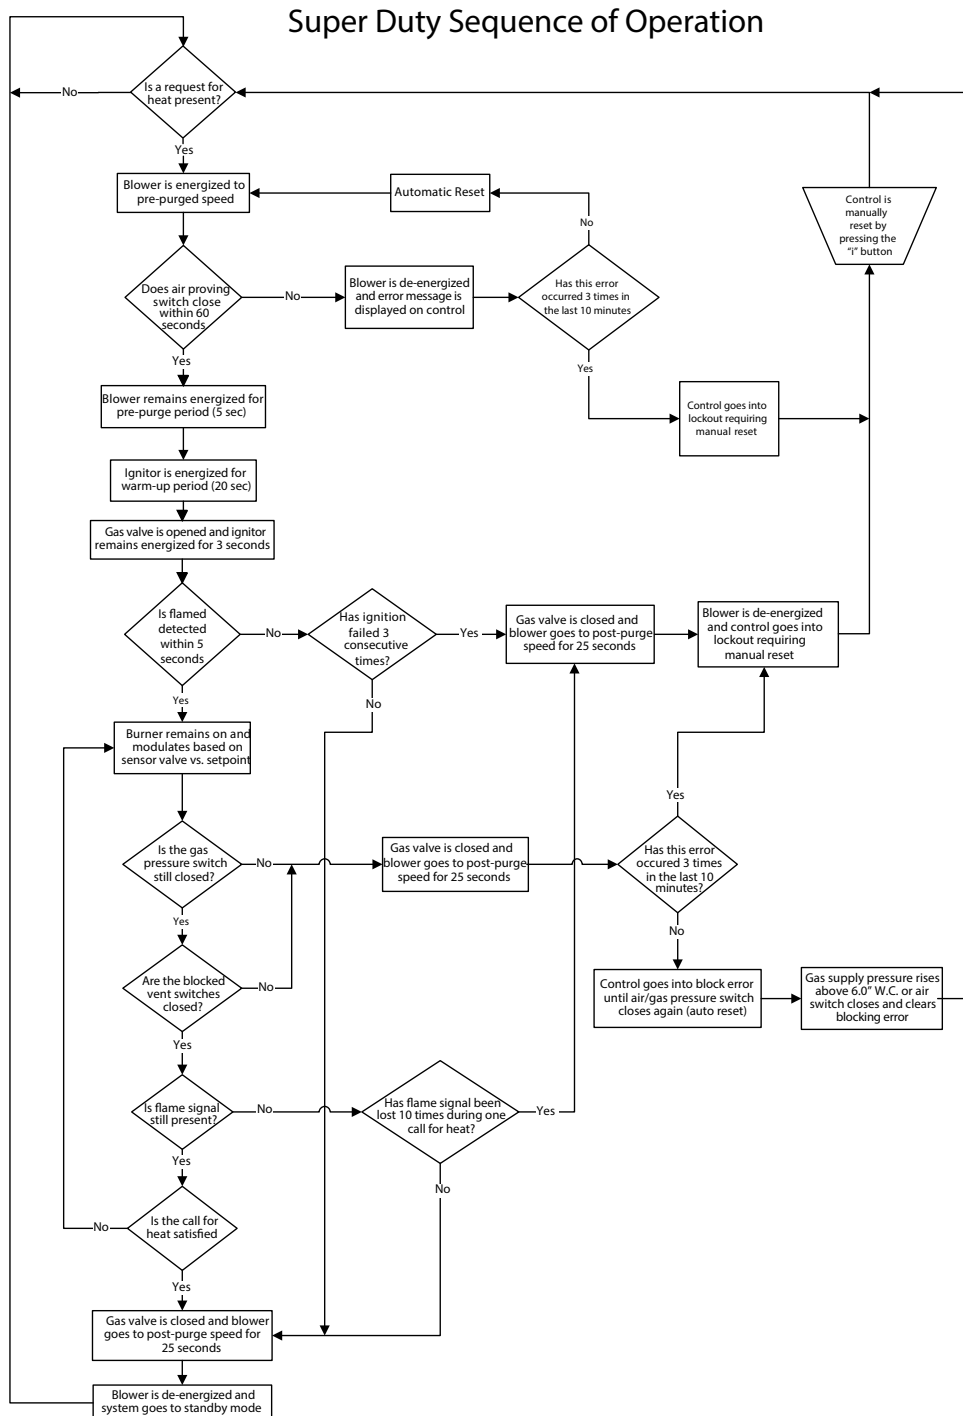 Super Duty Sequence of Operation
Is a request for
heat present?
No
Yes
Blower is energized to
pre-purged speed
Automatic Reset
Control is
manually
reset by
pressing the
"i" button
No
Does air proving
switch close
within 60
seconds
No
Blower is de-energized
and error message is
displayed on control
Has this error
occurred 3 times in
the last 10 minutes
Yes
Yes
Blower remains energized for
pre-purge period (5 sec)
Control goes into
lockout requiring
manual reset
Ignitor is energized for
warm-up period (20 sec)
Gas valve is opened and ignitor
remains energized for 3 seconds
Is flamed
detected
within 5
seconds
No
Has ignition
failed 3
consecutive
times?
Yes
Gas valve is closed and
blower goes to post-purge
speed for 25 seconds
Blower is de-energized
and control goes into
lockout requiring
manual reset
Yes
No
Burner remains on and
modulates based on
sensor valve vs. setpoint
Yes
Is the gas
pressure switch
still closed?
No
Gas valve is closed and
blower goes to post-purge
speed for 25 seconds
Has this error
occured 3 times
in the last 10
minutes?
Yes
No
Are the blocked
vent switches
closed?
No
Control goes into block error
until air/gas pressure switch
closes again (auto reset)
Gas supply pressure rises
above 6.0" W.C. or air
switch closes and clears
blocking error
Yes
Is flame signal
still present?
No
Has flame signal been
lost 10 times during one
call for heat?
Yes
Yes
No
Is the call for
heat satisfied
No
Yes
Gas valve is closed and blower
goes to post-purge speed for
25 seconds
Blower is de-energized and
system goes to standby mode